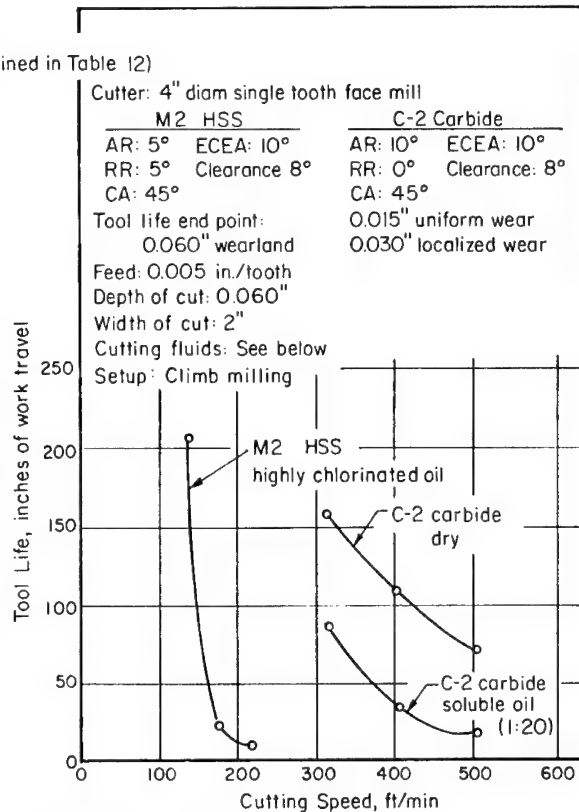 ined in Table 12)
Cutter: 4" diam single tooth face mill
M2 HSS
AR: 5° ECEA: 10°
RR: 5° Clearance 8°
CA: 45°
Tool life end point:
0.060" wearland
C-2 Carbide
AR: 10° ECEA: 10°
RR: 0° Clearance: 8°
CA: 45°
0.015" uniform wear
0.030" localized wear
Feed: 0.005 in./tooth
Depth of cut: 0.060"
Width of cut: 2"
Cutting fluids: See below
Setup: Climb milling
Tool Life, inches of work travel
250
200
150
100
50
0
M2 HSS
highly chlorinated oil
C-2 carbide
dry
C-2 carbide
soluble oil
(1:20)
0 100 200 300 400 500 600
Cutting Speed, ft/min